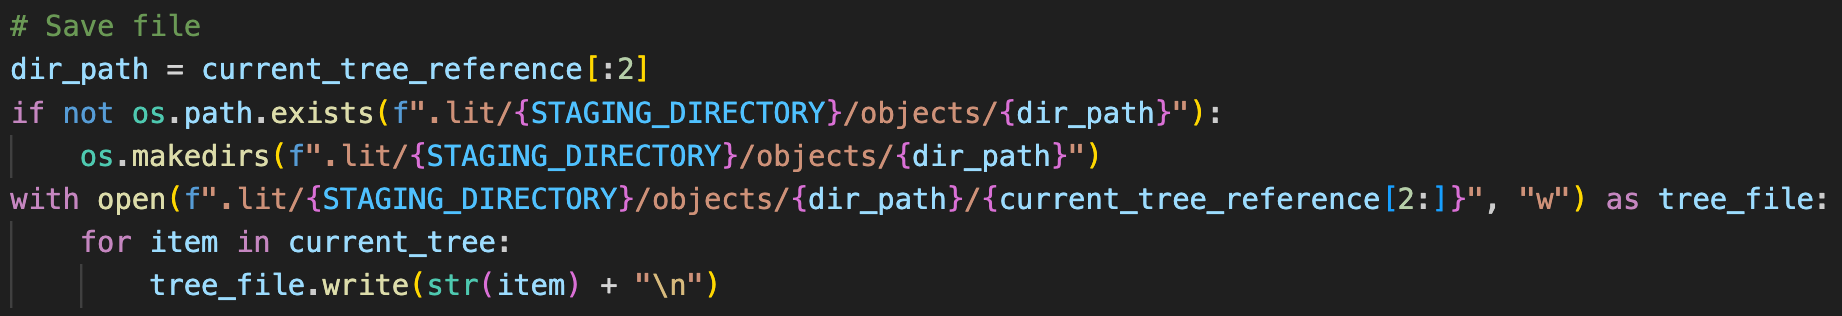 # Save file
dir_path = current_tree_reference[:2]
if not os.path.exists(f".lit/{STAGING_DIRECTORY}/objects/{dir_path}"):
    os.makedirs(f".lit/{STAGING_DIRECTORY}/objects/{dir_path}")
with open(f".lit/{STAGING_DIRECTORY}/objects/{dir_path}/{current_tree_reference[2:]}", "w") as tree_file:
    for item in current_tree:
        tree_file.write(str(item) + "\n")